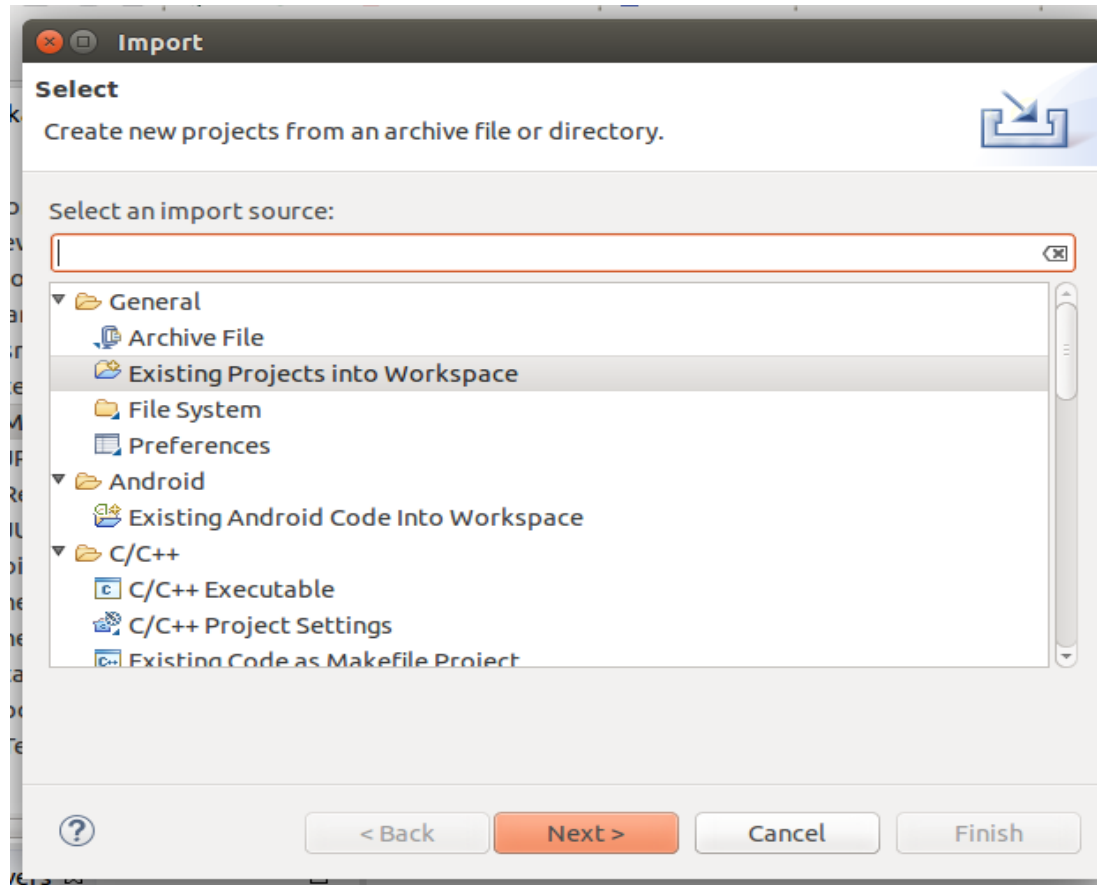 Import
Select
Create new projects from an archive file or directory.
Select an import source:
General
Archive File
Existing Projects into Workspace
File System
Preferences
Android
Existing Android Code Into Workspace
C/C++
C/C++ Executable
C/C++ Project Settings
Existing Code as Makefile Project
< Back
Next >
Cancel
Finish